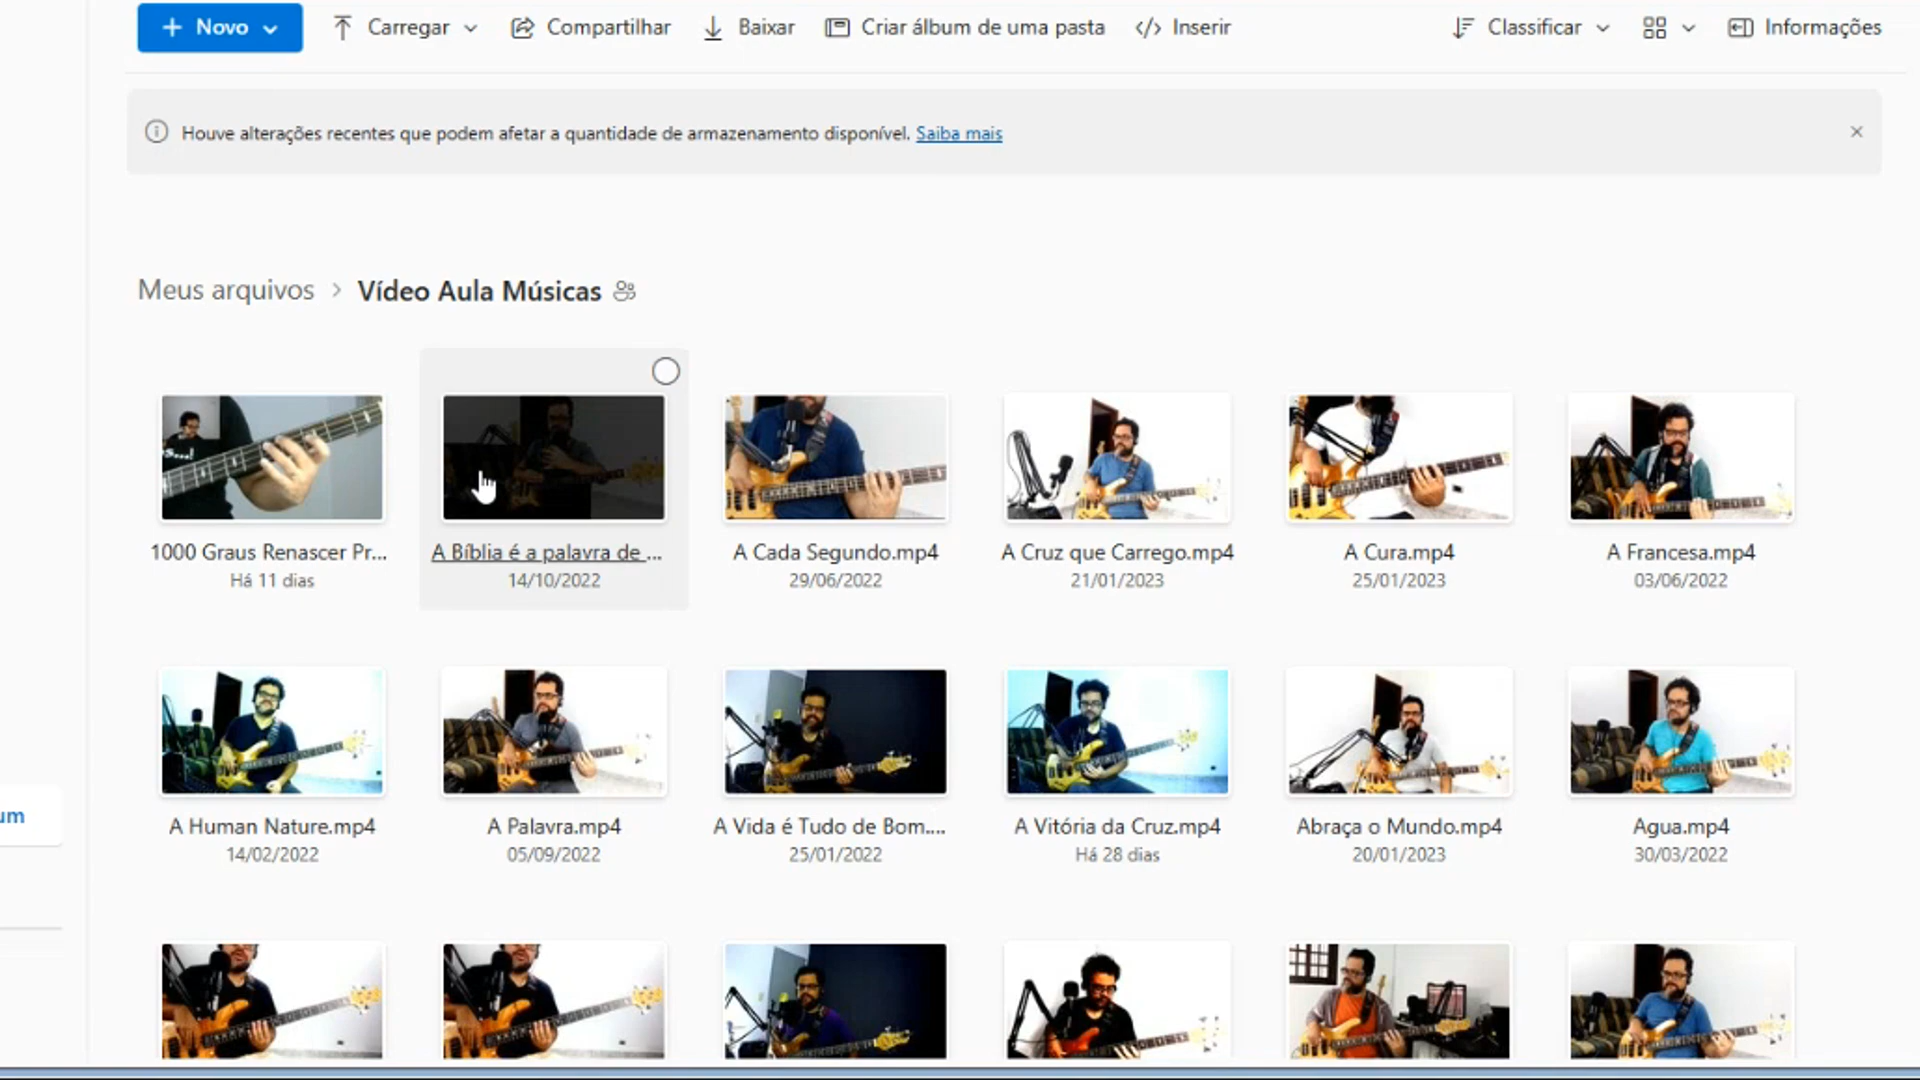 Novo Carregar Compartilhar Baixar Criar álbum de uma pasta Inserir Classificar Informações
Houve alterações recentes que podem afetar a quantidade de armazenamento disponível. Saiba mais
Meus arquivos > Vídeo Aula Músicas
1000 Graus Renascer Pr... A Bíblia é a palavra de ... A Cada Segundo.mp4 A Cruz que Carrego.mp4 A Cura.mp4 A Francesa.mp4
Há 11 dias 14/10/2022 29/06/2022 21/01/2023 25/01/2023 03/06/2022
um
A Human Nature.mp4 A Palavra.mp4 A Vida é Tudo de Bom.... A Vitória da Cruz.mp4 Abraça o Mundo.mp4 Agua.mp4
14/02/2022 05/09/2022 25/01/2022 Há 28 dias 20/01/2023 30/03/2022